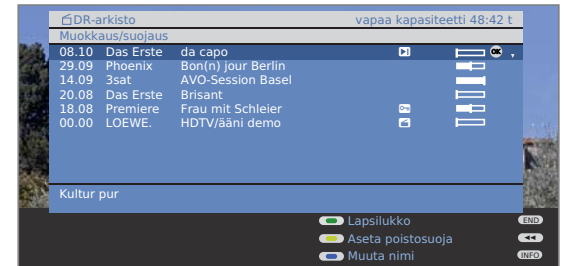 DR-arkisto vapaa kapasiteetti 48:42 t
Muokkaus/suojaus
08.10 Das Erste da capo OK
29.09 Phoenix Bon(n) jour Berlin
14.09 3sat AVO-Session Basel
20.08 Das Erste Brisant
18.08 Premiere Frau mit Schleier
00.00 LOEWE. HDTV/ääni demo
Kultur pur
Lapsilukko END
Aseta poistosuoja
Muuta nimi INFO